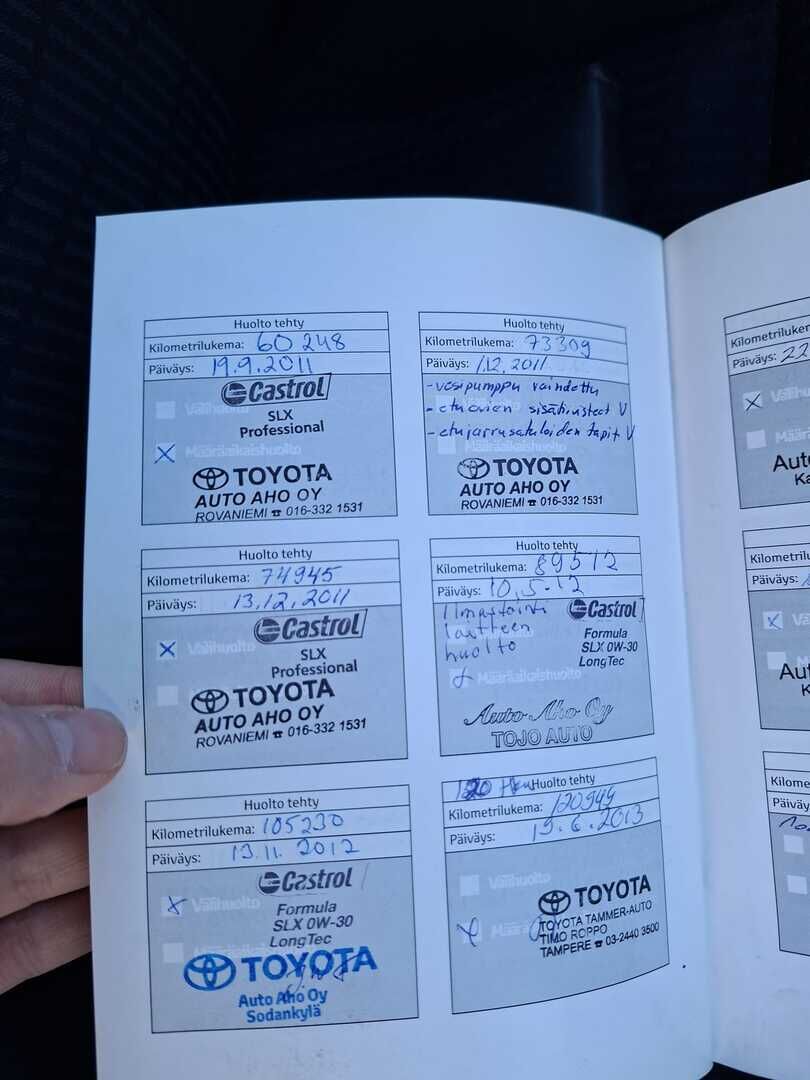 Huolto tehty
Kilometrilukema: 60 248
Päiväys: 19.9.2011
Castrol
Välihuolto
SLX
Professional
Määräaikaishuolto
TOYOTA
AUTO AHO OY
ROVANIEMI ☎ 016-332 1531
Huolto tehty
Kilometrilukema: 73309
Päiväys: 1.12.2011
-vesipumppu vaihdettu
-etuovien sisätiivisteet V
-etujarrusatuloiden tapit V
TOYOTA
AUTO AHO OY
ROVANIEMI ☎ 016-332 1531
Huolto tehty
Kilometrilukema: 74945
Päiväys: 13.12.2011
Castrol
Välihuolto
SLX
Professional
TOYOTA
AUTO AHO OY
ROVANIEMI ☎ 016-332 1531
Huolto tehty
Kilometrilukema: 89512
Päiväys: 10.5.12
Ilmastointi
laitteen
huolto
Castrol
Formula
SLX 0W-30
LongTec
Määräaikaishuolto
Auto Aho Oy
TOJO AUTO
Huolto tehty
Kilometrilukema: 105230
Päiväys: 13.11.2012
Castrol
Välihuolto
Formula
SLX 0W-30
LongTec
TOYOTA
Auto Aho Oy
Sodankylä
120 tkm Huolto tehty
Kilometrilukema: 120949
Päiväys: 19.6.2013
Välihuolto
TOYOTA
TOYOTA TAMMER-AUTO
TIMO ROPPO
TAMPERE ☎ 03-2440 3500
Päiväys: 22